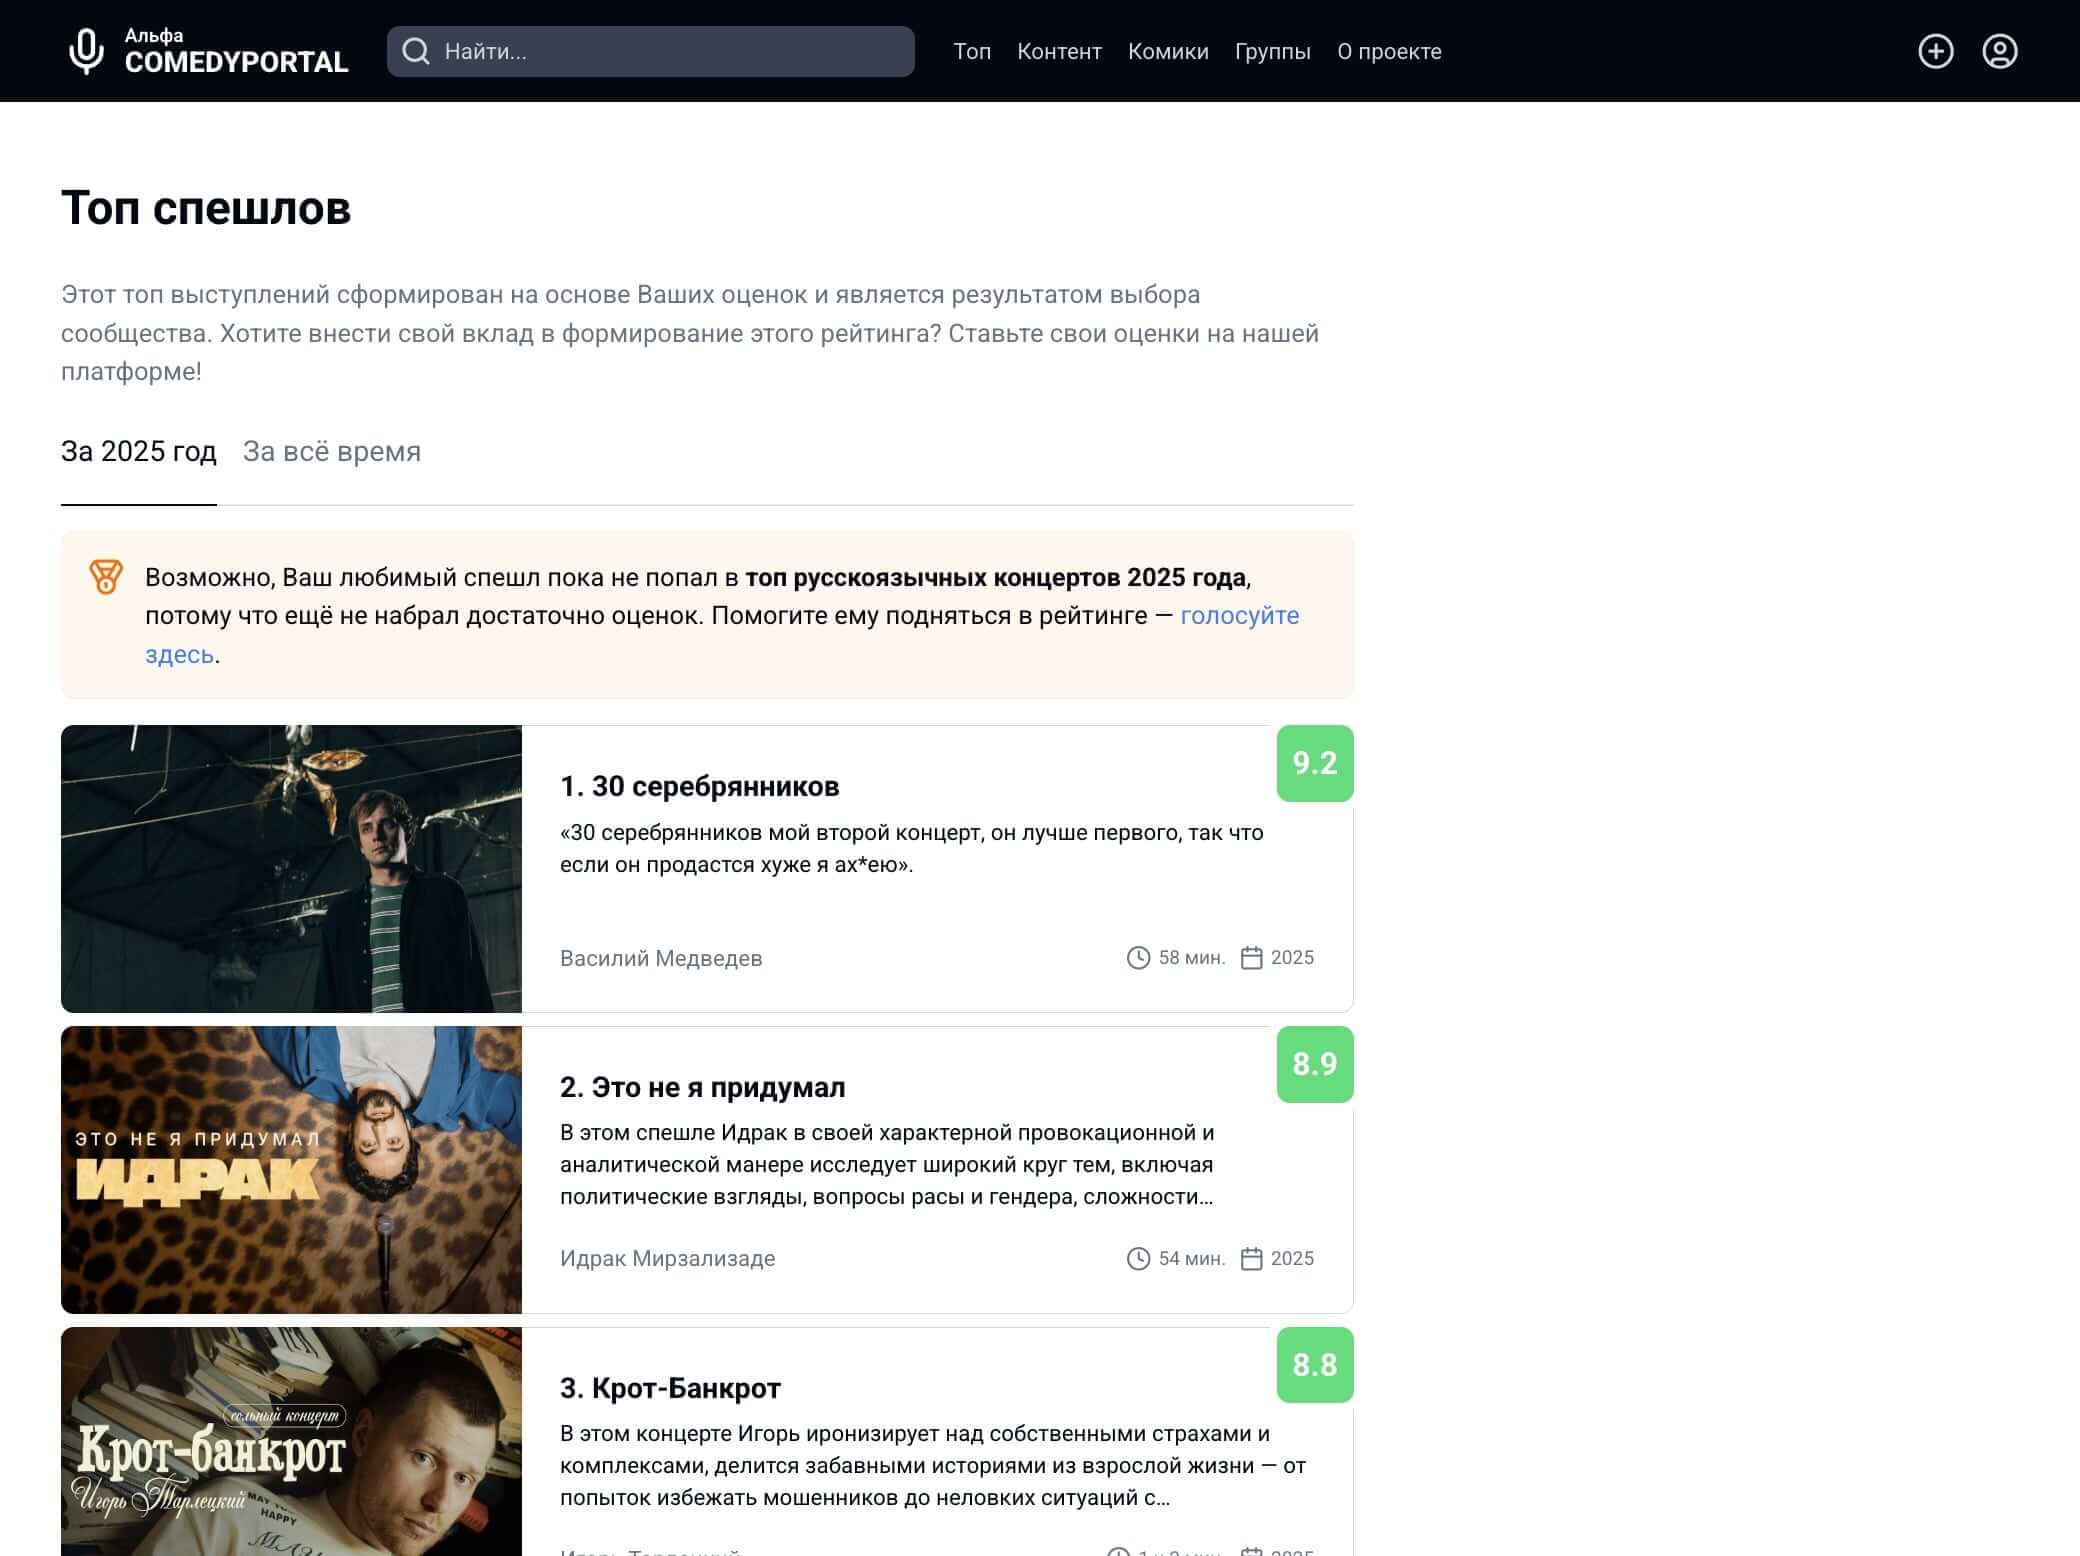 Альфа
COMEDYPORTAL
Найти...
Топ
Контент
Комики
Группы
О проекте
Топ спешлов
Этот топ выступлений сформирован на основе Ваших оценок и является результатом выбора
сообщества. Хотите внести свой вклад в формирование этого рейтинга? Ставьте свои оценки на нашей
платформе!
За 2025 год
За всё время
Возможно, Ваш любимый спешл пока не попал в топ русскоязычных концертов 2025 года,
потому что ещё не набрал достаточно оценок. Помогите ему подняться в рейтинге — голосуйте
здесь.
9.2
1. 30 серебрянников
«30 серебрянников мой второй концерт, он лучше первого, так что
если он продастся хуже я ах*ею».
Василий Медведев
58 мин.
2025
ЭТО НЕ Я ПРИДУМАЛ
ИДРАК
8.9
2. Это не я придумал
В этом спешле Идрак в своей характерной провокационной и
аналитической манере исследует широкий круг тем, включая
политические взгляды, вопросы расы и гендера, сложности...
Идрак Мирзализаде
54 мин.
2025
сольный концерт
Крот-банкрот
Игорь Тарлецкий
MAY
HAPPY
8.8
3. Крот-Банкрот
В этом концерте Игорь иронизирует над собственными страхами и
комплексами, делится забавными историями из взрослой жизни — от
попыток избежать мошенников до неловких ситуаций с...